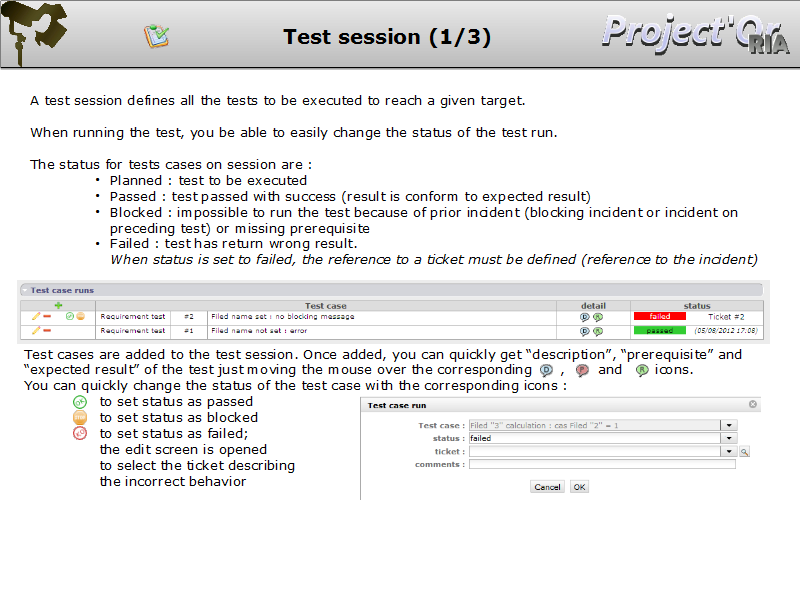 Test session (1/3)
Project'Or
RIA
A test session defines all the tests to be executed to reach a given target.
When running the test, you be able to easily change the status of the test run.
The status for tests cases on session are :
• Planned : test to be executed
• Passed : test passed with success (result is conform to expected result)
• Blocked : impossible to run the test because of prior incident (blocking incident or incident on
preceding test) or missing prerequisite
• Failed : test has return wrong result.
When status is set to failed, the reference to a ticket must be defined (reference to the incident)
Test case runs
Test case detail status
Requirement test #2 Filed name set : no blocking message D R failed Ticket #2
Requirement test #1 Filed name not set : error D R passed (05/08/2012 17:08)
Test cases are added to the test session. Once added, you can quickly get “description”, “prerequisite” and
“expected result” of the test just moving the mouse over the corresponding D , P and R icons.
You can quickly change the status of the test case with the corresponding icons :
OK to set status as passed
to set status as blocked
KO to set status as failed;
the edit screen is opened
to select the ticket describing
the incorrect behavior
Test case run
Test case : Filed "3" calculation : cas Filed "2" = 1
status : failed
ticket :
comments :
Cancel OK